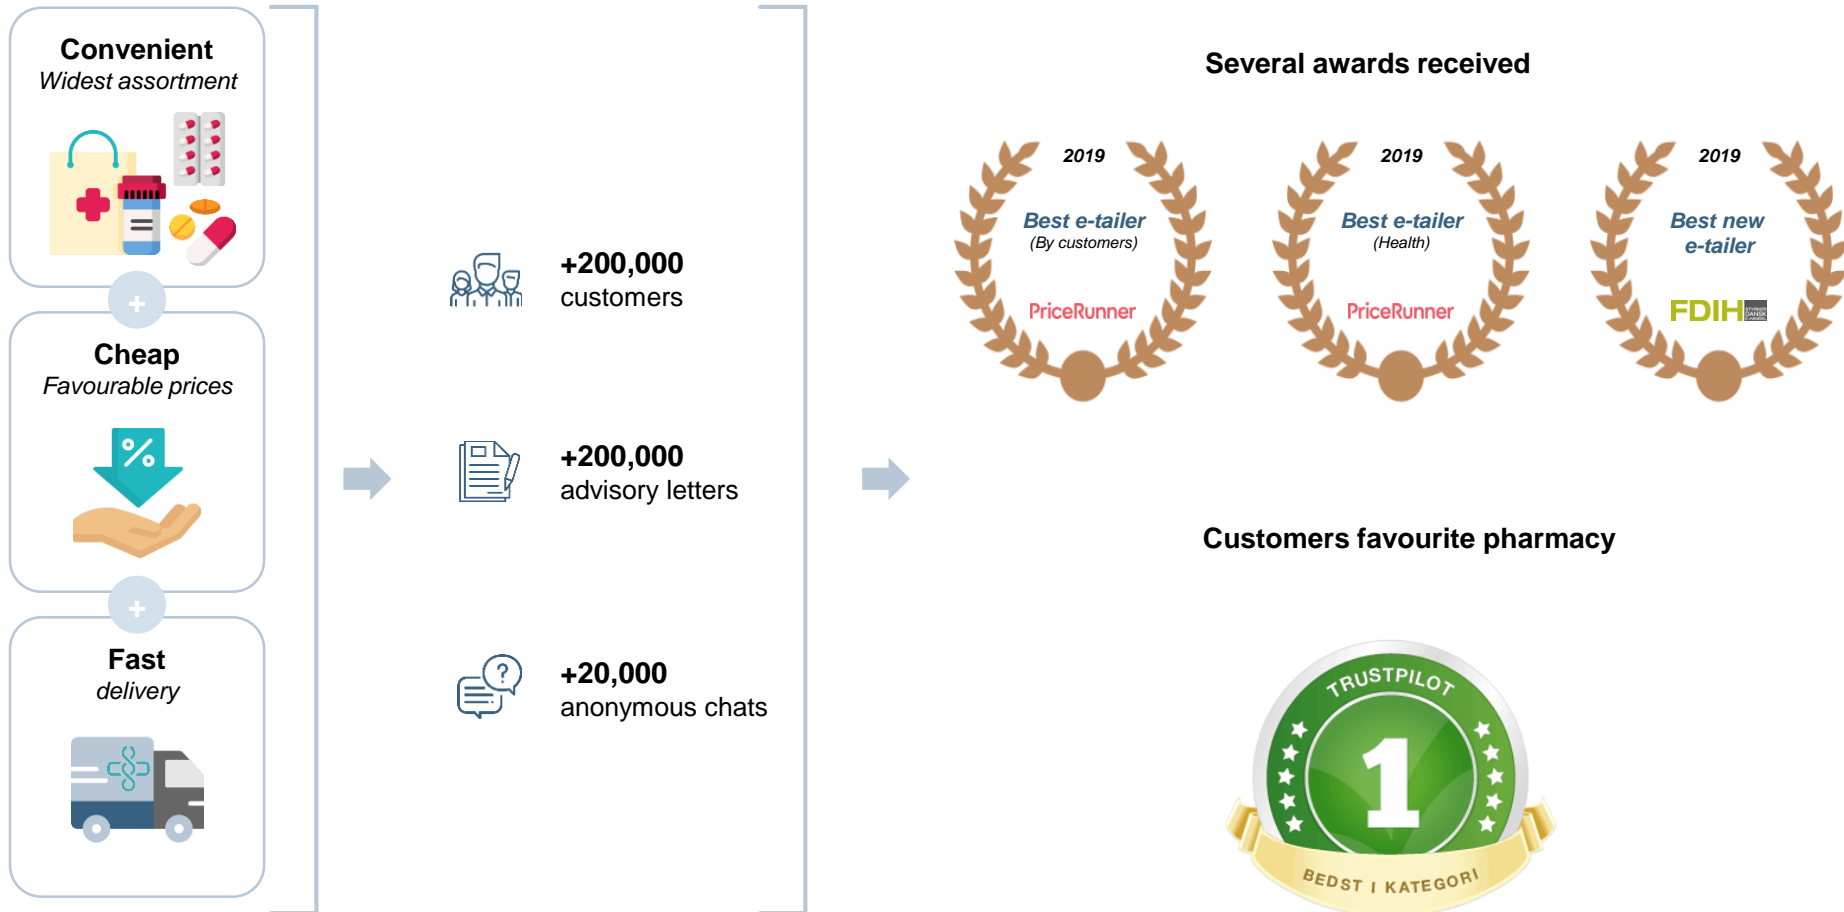 Convenient
Widest assortment
+
Cheap
Favourable prices
%
+
Fast
delivery
+200,000
customers
+200,000
advisory letters
?
+20,000
anonymous chats
Several awards received
2019
Best e-tailer
(By customers)
PriceRunner
2019
Best e-tailer
(Health)
PriceRunner
2019
Best new
e-tailer
FDIH
DANSK
Customers favourite pharmacy
TRUSTPILOT
1
BEDST I KATEGORI